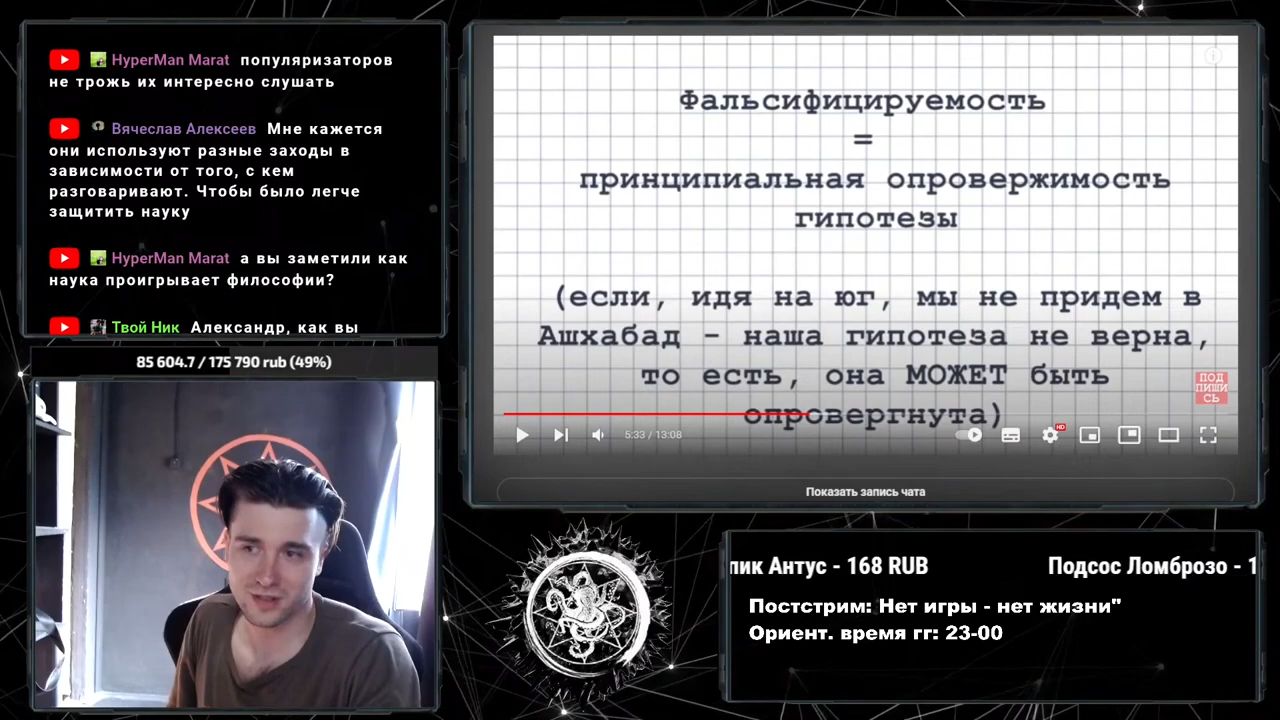 HyperMan Marat популяризаторов
не трожь их интересно слушать
Вячеслав Алексеев Мне кажется
они используют разные заходы в
зависимости от того, с кем
разговаривают. Чтобы было легче
защитить науку
HyperMan Marat а вы заметили как
наука проигрывает философии?
Твой Ник Александр, как вы
85 604.7 / 175 790 rub (49%)
Фальсифицируемость
=
принципиальная опровержимость
гипотезы
(если, идя на юг, мы не придем в
Ашхабад - наша гипотеза не верна,
то есть, она МОЖЕТ быть
опровергнута)
ПОД
ПИШИ
СЬ
5:33 / 13:08
HD
Показать запись чата
лик Антус - 168 RUB Подсос Ломброзо - 1
Постстрим: Нет игры - нет жизни"
Ориент. время гг: 23-00